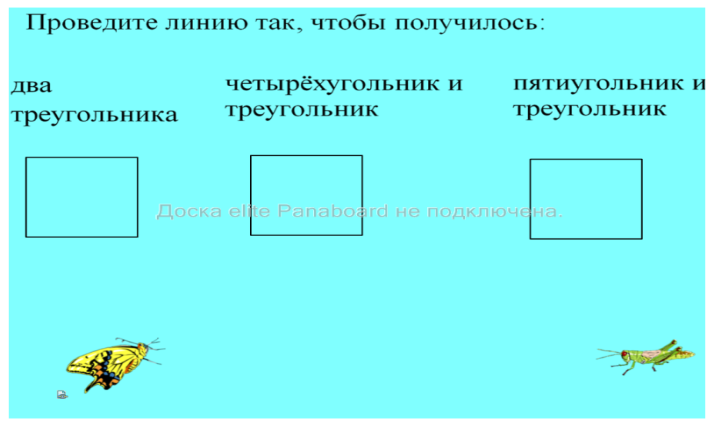 Проведите линию так, чтобы получилось:
два
треугольника
четырёхугольник и
треугольник
пятиугольник и
треугольник
Доска elite Panaboard не подключена.